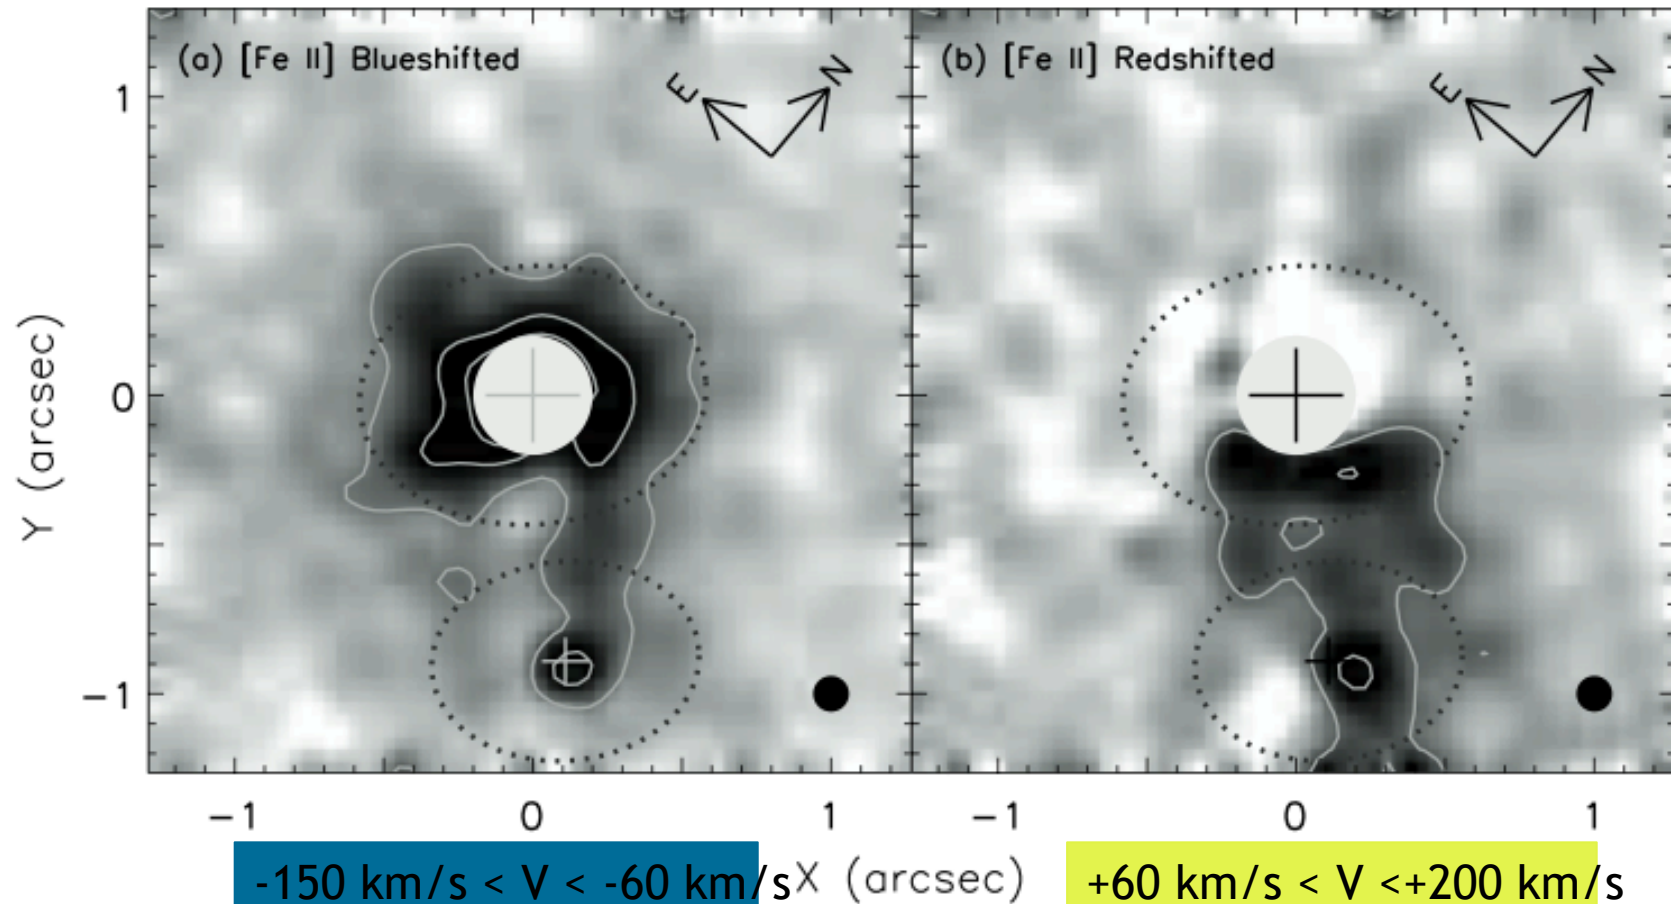 (a) [Fe II] Blueshifted
E
N
(b) [Fe II] Redshifted
E
N
Y (arcsec)
1
0
−1
−1
0
1
−1
0
1
X (arcsec)
-150 km/s < V < -60 km/s
+60 km/s < V <+200 km/s